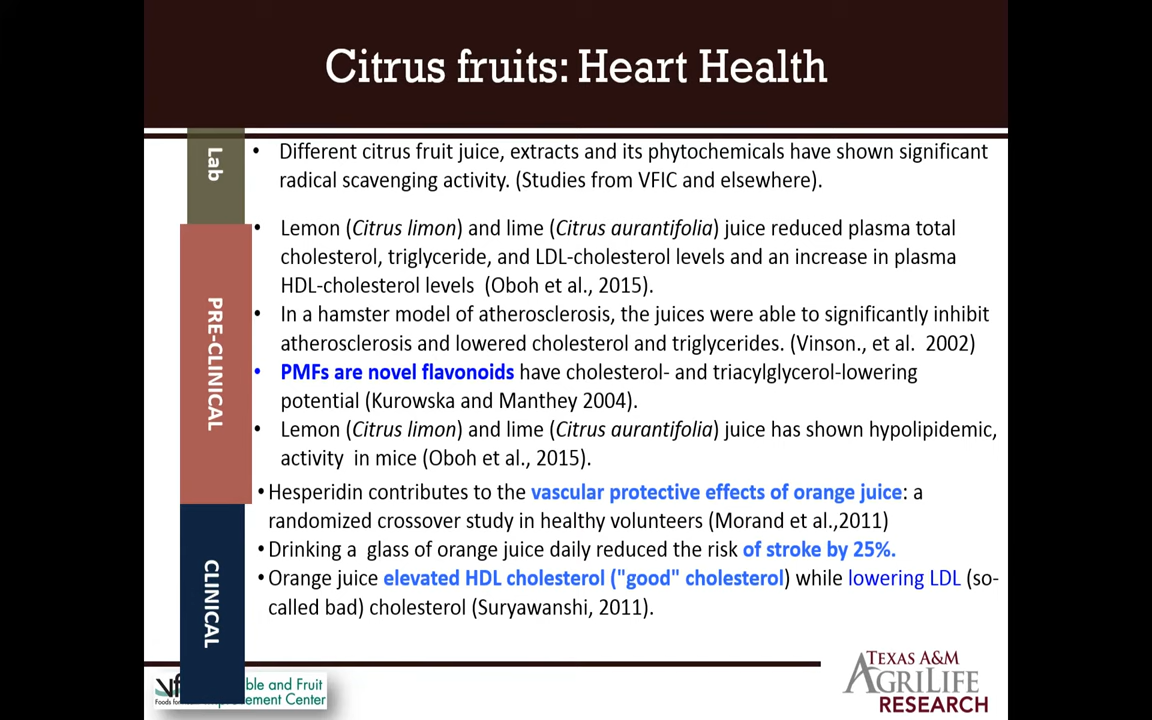 Citrus fruits: Heart Health
Lab
• Different citrus fruit juice, extracts and its phytochemicals have shown significant
radical scavenging activity. (Studies from VFIC and elsewhere).
PRE-CLINICAL
• Lemon (Citrus limon) and lime (Citrus aurantifolia) juice reduced plasma total
cholesterol, triglyceride, and LDL-cholesterol levels and an increase in plasma
HDL-cholesterol levels (Oboh et al., 2015).
• In a hamster model of atherosclerosis, the juices were able to significantly inhibit
atherosclerosis and lowered cholesterol and triglycerides. (Vinson., et al. 2002)
• PMFs are novel flavonoids have cholesterol- and triacylglycerol-lowering
potential (Kurowska and Manthey 2004).
• Lemon (Citrus limon) and lime (Citrus aurantifolia) juice has shown hypolipidemic,
activity in mice (Oboh et al., 2015).
CLINICAL
• Hesperidin contributes to the vascular protective effects of orange juice: a
randomized crossover study in healthy volunteers (Morand et al.,2011)
• Drinking a glass of orange juice daily reduced the risk of stroke by 25%.
• Orange juice elevated HDL cholesterol ("good" cholesterol) while lowering LDL (so-
called bad) cholesterol (Suryawanshi, 2011).
ble and Fruit
ement Center
Foods for
TEXAS A&M
AGRILIFE
RESEARCH